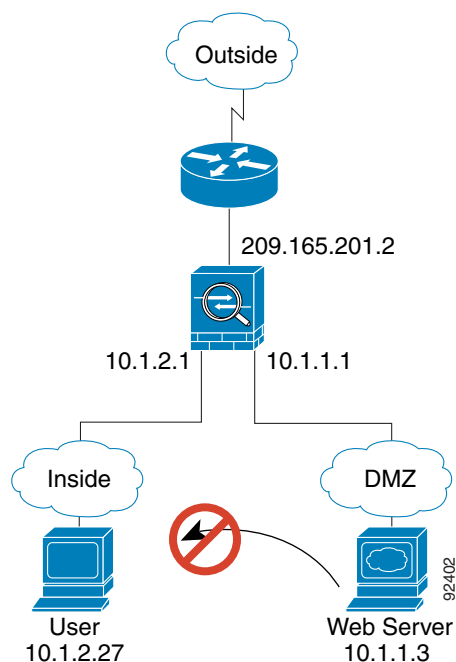 Outside
209.165.201.2
10.1.2.1
10.1.1.1
Inside
DMZ
User
10.1.2.27
Web Server
10.1.1.3
92402